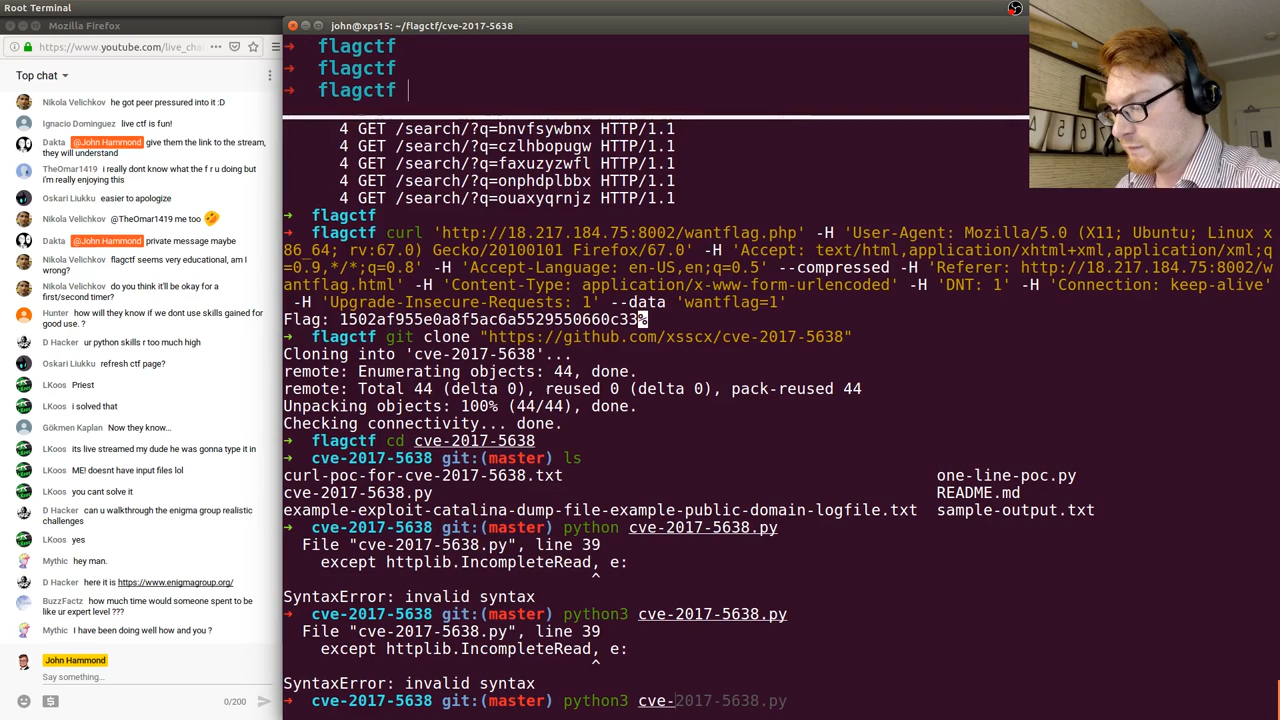 Root Terminal
Mozilla Firefox
https://www.youtube.com/live_cha
Top chat
Nikola Velichkov he got peer pressured into it :D
Ignacio Dominguez live ctf is fun!
Dakta @John Hammond give them the link to the stream,
they will understand
TheOmar1419 i really dont know what the f r u doing but
i'm really enjoying this
Oskari Liukku easier to apologize
Nikola Velichkov @TheOmar1419 me too
Dakta @John Hammond private message maybe
Nikola Velichkov flagctf seems very educational, am I
wrong?
Nikola Velichkov do you think it'll be okay for a
first/second timer?
Hunter how will they know if we dont use skills gained for
good use. ?
D Hacker ur python skills r too much high
Oskari Liukku refresh ctf page?
LKoos Priest
LKoos i solved that
Gökmen Kaplan Now they know...
LKoos its live streamed my dude he was gonna type it in
LKoos ME! doesnt have input files lol
LKoos you cant solve it
D Hacker can u walkthrough the enigma group realistic
challenges
LKoos yes
Mythic hey man.
D Hacker here it is https://www.enigmagroup.org/
BuzzFactz how much time would someone spent to
be like ur expert level ???
Mythic I have been doing well how and you ?
John Hammond
Say something...
0/200
john@xps15: ~/flagctf/cve-2017-5638
➜ flagctf
➜ flagctf
➜ flagctf
4 GET /search/?q=bnvfsywbnx HTTP/1.1
4 GET /search/?q=czlhbopugw HTTP/1.1
4 GET /search/?q=faxuzyzwfl HTTP/1.1
4 GET /search/?q=onphdplbbx HTTP/1.1
4 GET /search/?q=ouaxyqrnjz HTTP/1.1
➜ flagctf
➜ flagctf curl 'http://18.217.184.75:8002/wantflag.php' -H 'User-Agent: Mozilla/5.0 (X11; Ubuntu; Linux x
86_64; rv:67.0) Gecko/20100101 Firefox/67.0' -H 'Accept: text/html,application/xhtml+xml,application/xml;q
=0.9,*/*;q=0.8' -H 'Accept-Language: en-US,en;q=0.5' --compressed -H 'Referer: http://18.217.184.75:8002/w
antflag.html' -H 'Content-Type: application/x-www-form-urlencoded' -H 'DNT: 1' -H 'Connection: keep-alive'
-H 'Upgrade-Insecure-Requests: 1' --data 'wantflag=1'
Flag: 1502af955e0a8f5ac6a5529550660c33%
➜ flagctf git clone "https://github.com/xsscx/cve-2017-5638"
Cloning into 'cve-2017-5638'...
remote: Enumerating objects: 44, done.
remote: Total 44 (delta 0), reused 0 (delta 0), pack-reused 44
Unpacking objects: 100% (44/44), done.
Checking connectivity... done.
➜ flagctf cd cve-2017-5638
➜ cve-2017-5638 git:(master) ls
curl-poc-for-cve-2017-5638.txt one-line-poc.py
cve-2017-5638.py README.md
example-exploit-catalina-dump-file-example-public-domain-logfile.txt sample-output.txt
➜ cve-2017-5638 git:(master) python cve-2017-5638.py
File "cve-2017-5638.py", line 39
except httplib.IncompleteRead, e:
^
SyntaxError: invalid syntax
➜ cve-2017-5638 git:(master) python3 cve-2017-5638.py
File "cve-2017-5638.py", line 39
except httplib.IncompleteRead, e:
^
SyntaxError: invalid syntax
➜ cve-2017-5638 git:(master) python3 cve-2017-5638.py